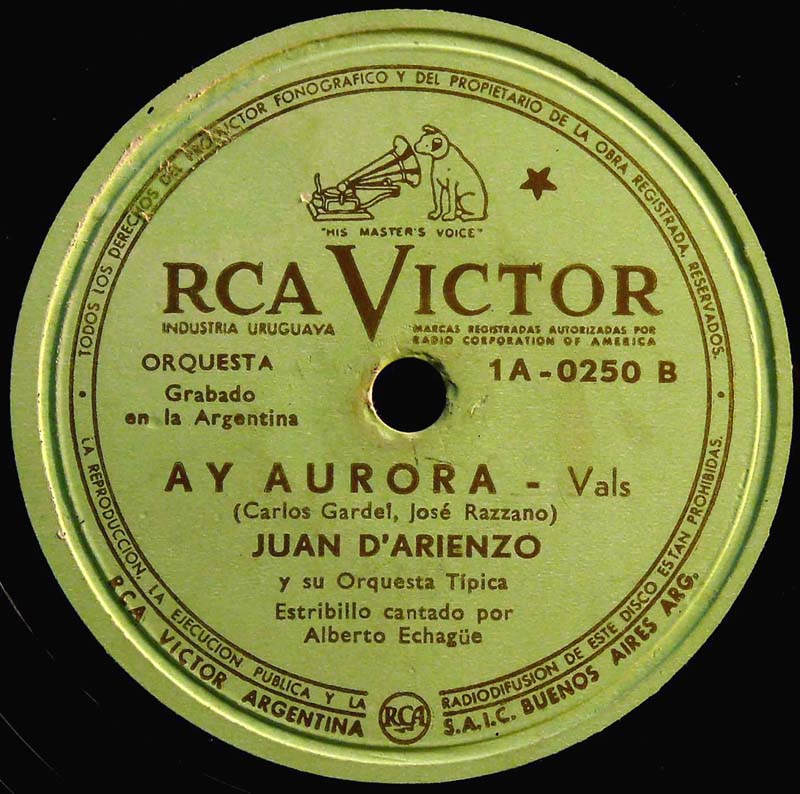 TODOS LOS DERECHOS DEL PRODUCTOR FONOGRAFICO Y DEL PROPIETARIO DE LA OBRA REGISTRADA, RESERVADOS.
"HIS MASTER'S VOICE"
RCA VICTOR
INDUSTRIA URUGUAYA
MARCAS REGISTRADAS AUTORIZADAS POR
RADIO CORPORATION OF AMERICA
ORQUESTA
1A-0250 B
Grabado
en la Argentina
AY AURORA - Vals
(Carlos Gardel, José Razzano)
JUAN D'ARIENZO
y su Orquesta Típica
Estribillo cantado por
Alberto Echagüe
LA REPRODUCCION, LA EJECUCION PUBLICA Y LA RADIODIFUSION DE ESTE DISCO ESTAN PROHIBIDAS.
RCA VICTOR ARGENTINA S.A.I.C. BUENOS AIRES ARG.
RCA